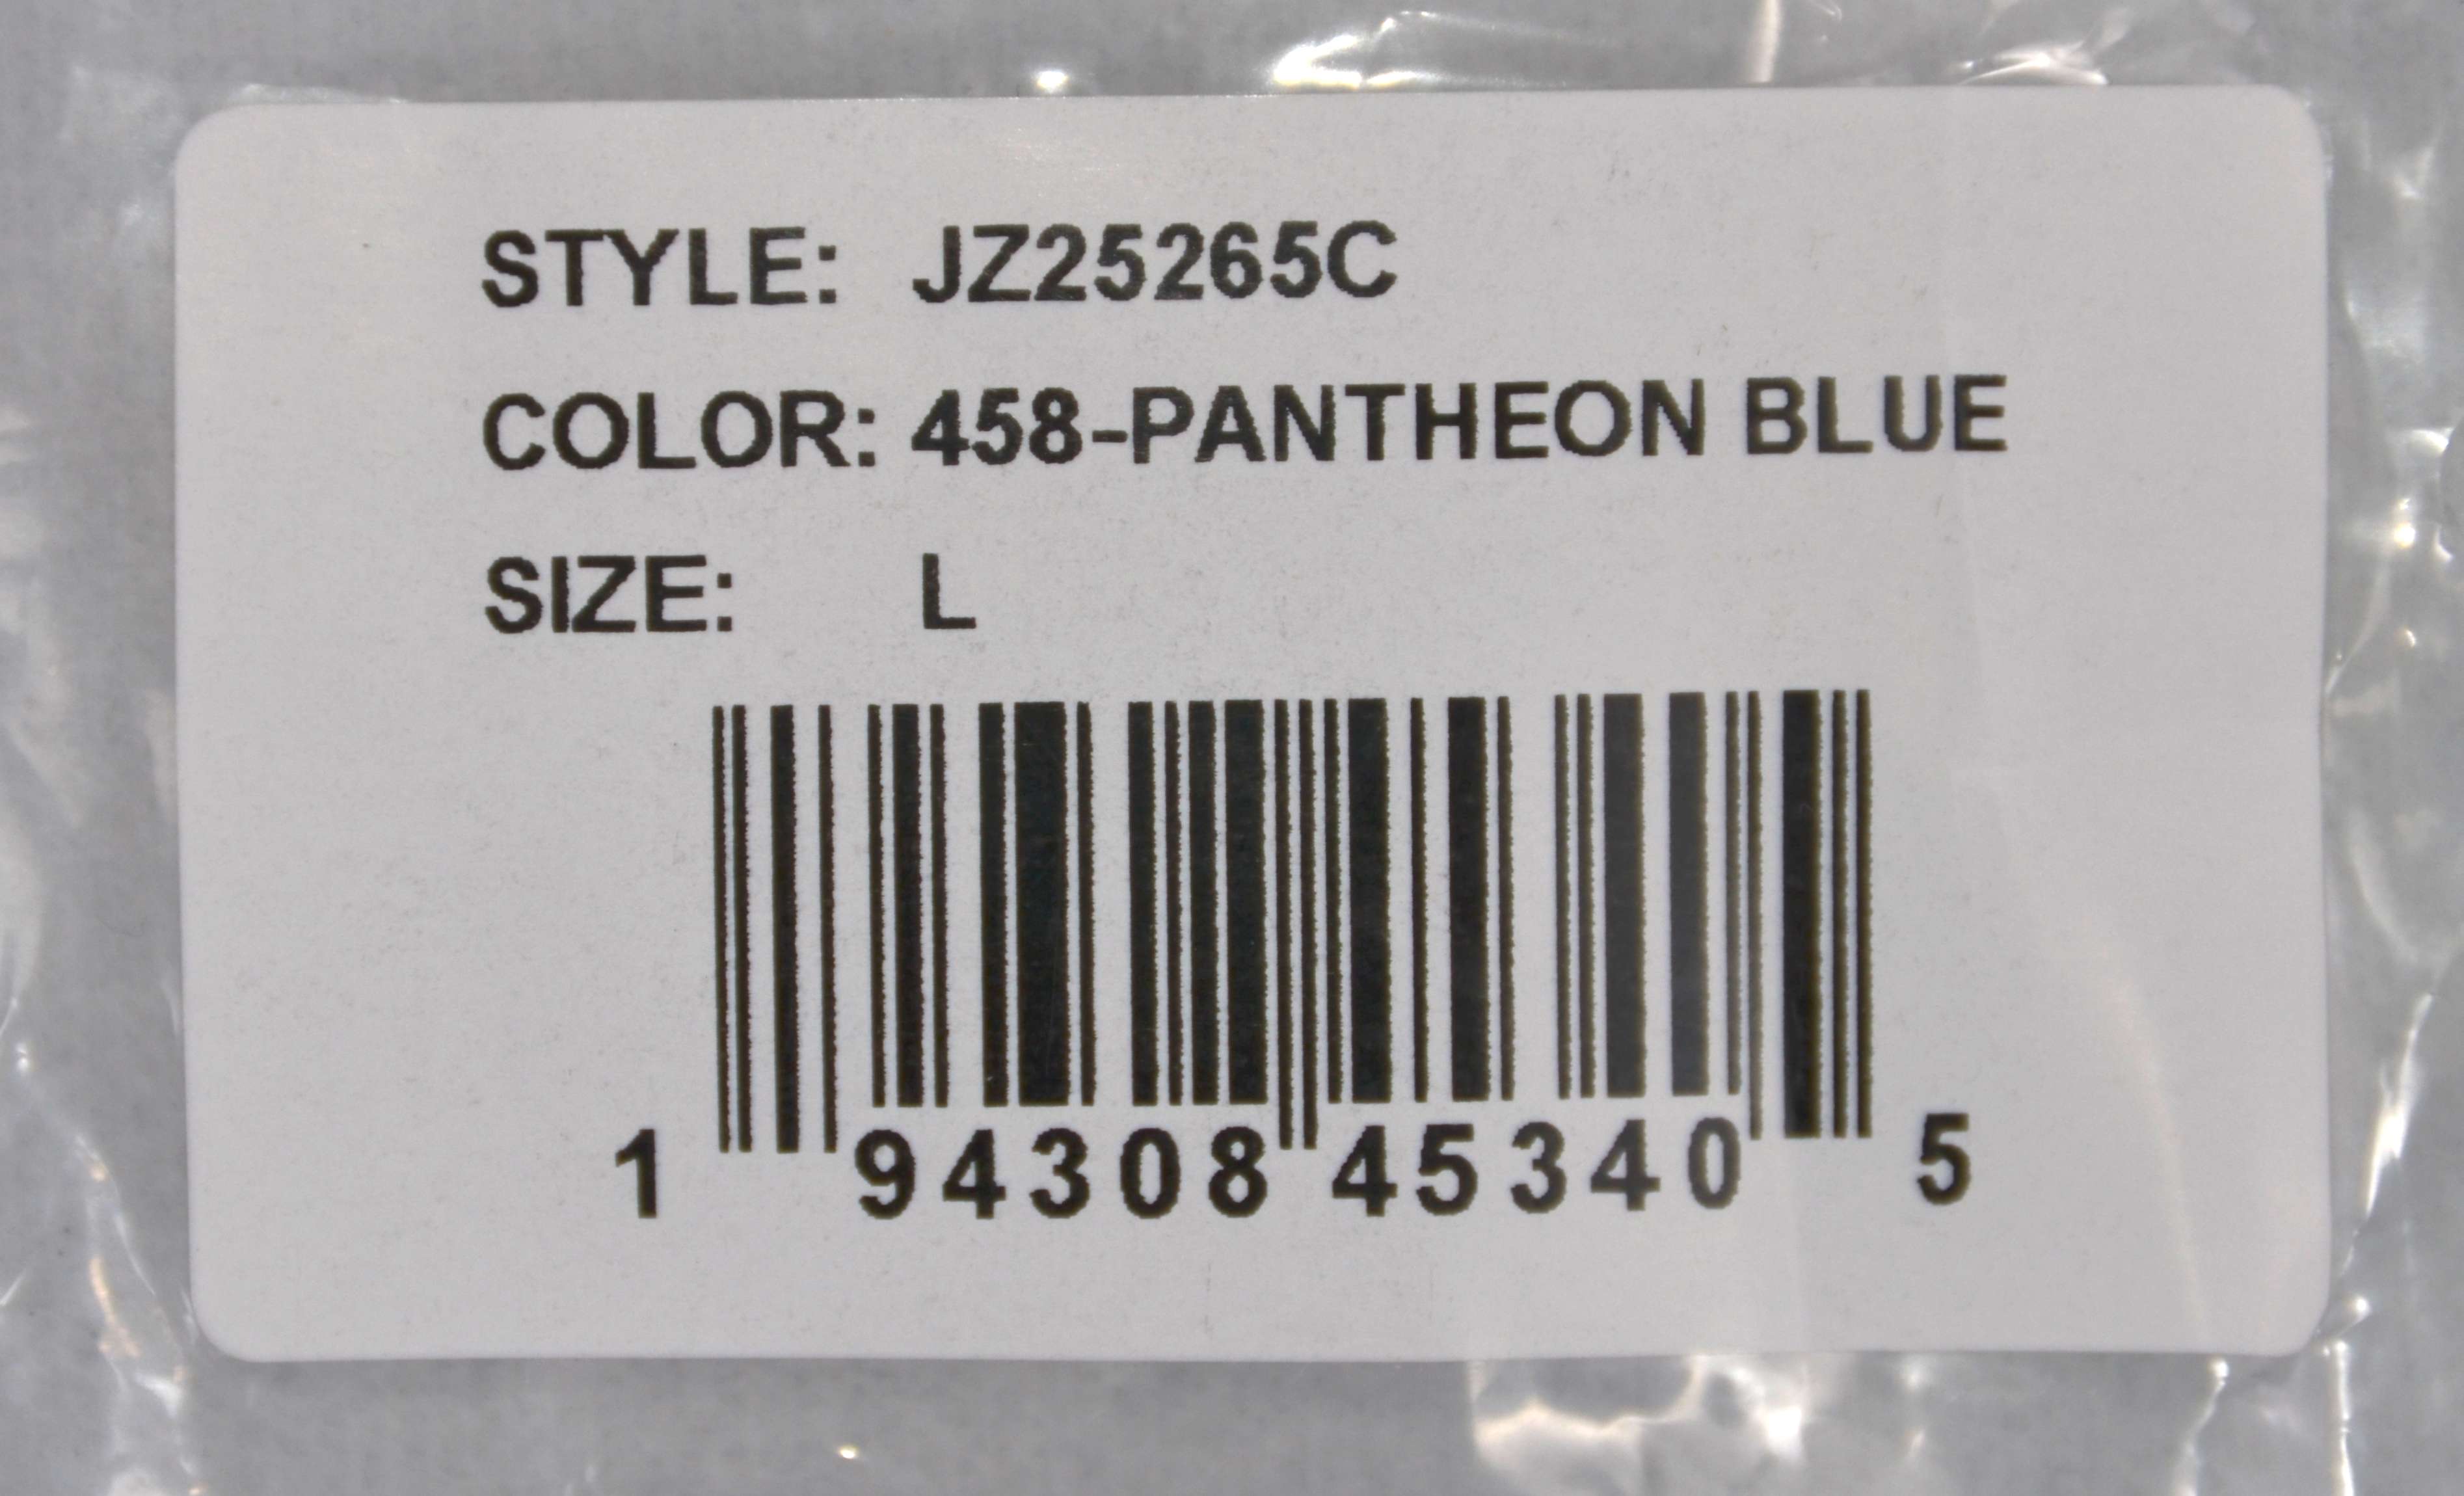 STYLE: JZ25265C
COLOR: 458-PANTHEON BLUE
SIZE: L
1 94308 45340 5